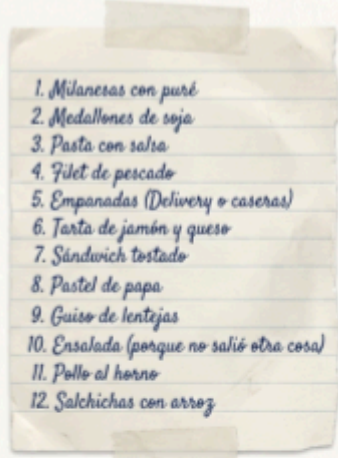 1. Milanesas con puré
2. Medallones de soja
3. Pasta con salsa
4. Filet de pescado
5. Empanadas (Delivery o caseras)
6. Tarta de jamón y queso
7. Sándwich tostado
8. Pastel de papa
9. Guiso de lentejas
10. Ensalada (porque no salió otra cosa)
11. Pollo al horno
12. Salchichas con arroz